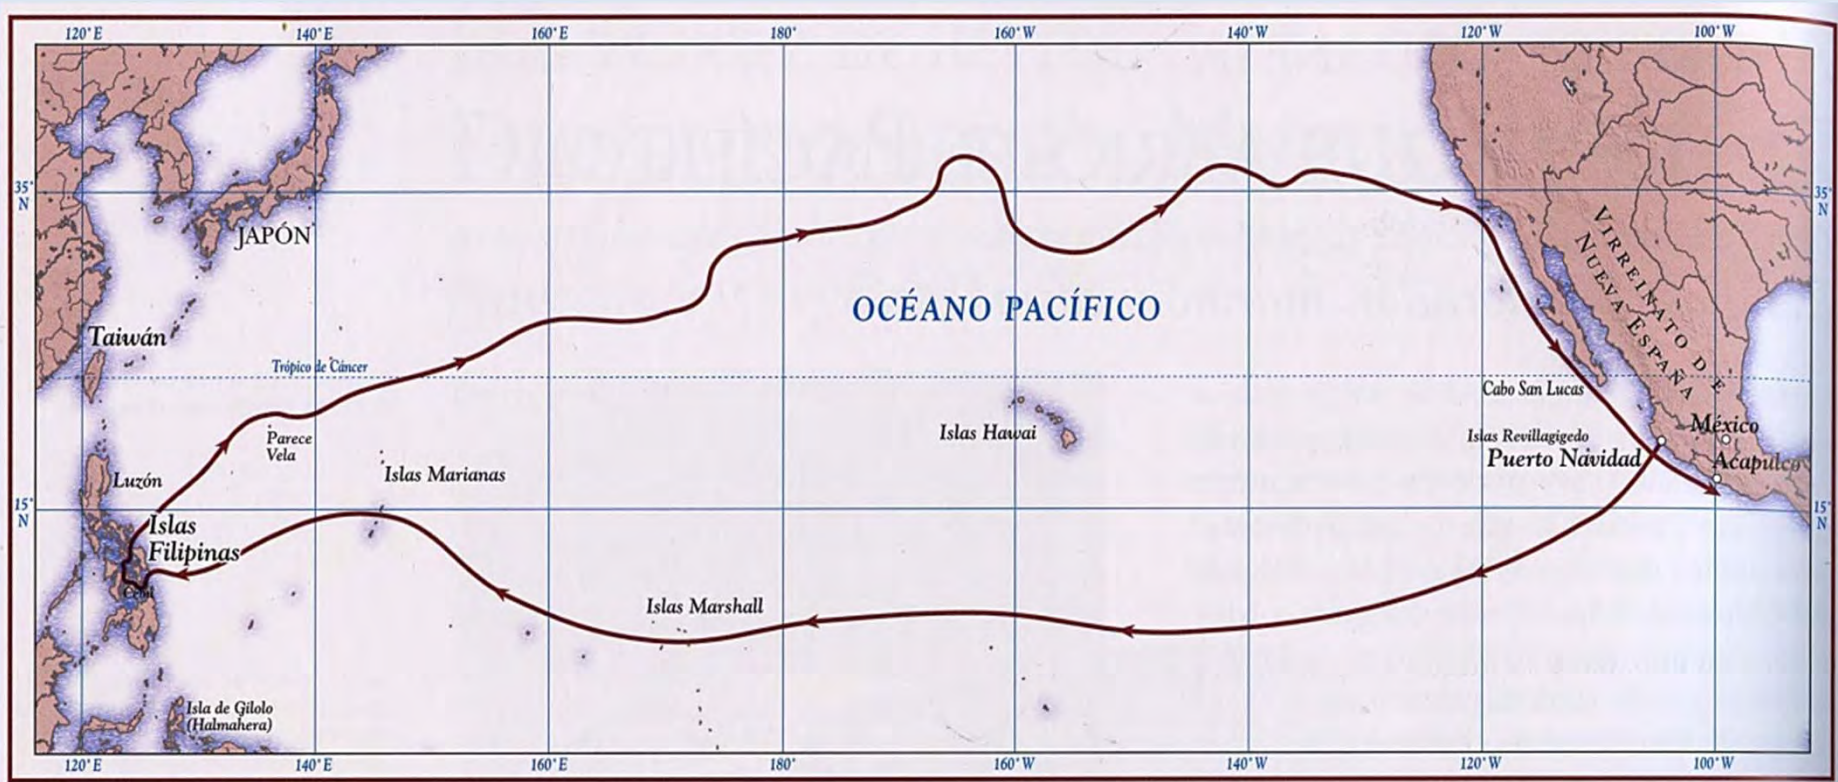 120° E 140° E 160° E 180° 160° W 140° W 120° W 100° W
35°
N
35°
N
JAPÓN
VIRREINATO DE
NUEVA ESPAÑA
OCÉANO PACÍFICO
Taiwán
Trópico de Cáncer
Cabo San Lucas
Parece
Vela
Islas Hawai
México
Islas Revillagigedo
Puerto Navidad
Acapulco
Islas Marianas
Luzón
15°
N
15°
N
Islas
Filipinas
Cebú
Islas Marshall
Isla de Gilolo
(Halmahera)
120° E 140° E 160° E 180° 160° W 140° W 120° W 100° W